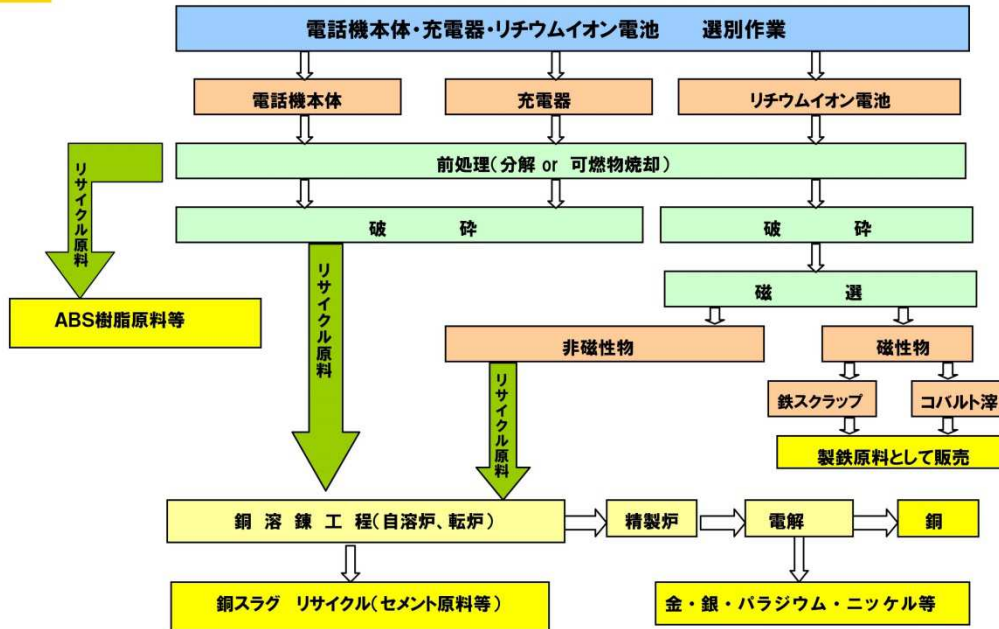 電話機本体・充電器・リチウムイオン電池　　選別作業
電話機本体
充電器
リチウムイオン電池
前処理(分解 or 可燃物焼却)
リサイクル原料
破　　砕
破　　砕
リサイクル原料
磁　　選
ABS樹脂原料等
非磁性物
磁性物
リサイクル原料
鉄スクラップ
コバルト滓
製鉄原料として販売
銅 溶 錬 工 程(自溶炉、転炉)
精製炉
電解
銅
銅スラグ リサイクル(セメント原料等)
金・銀・パラジウム・ニッケル等